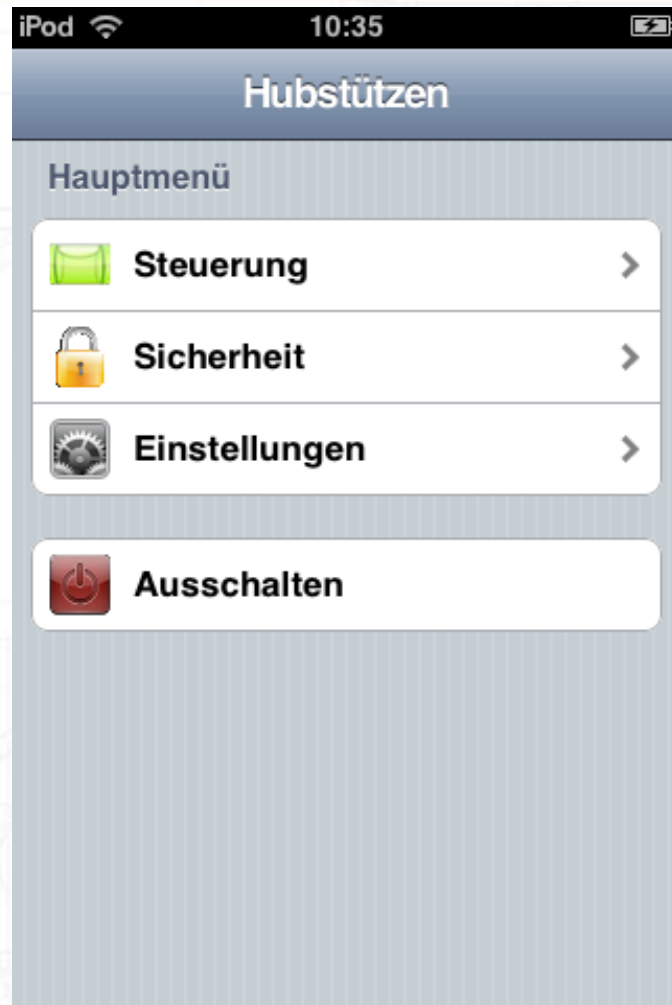 iPod 10:35
Hubstützen
Hauptmenü
Steuerung
Sicherheit
Einstellungen
Ausschalten